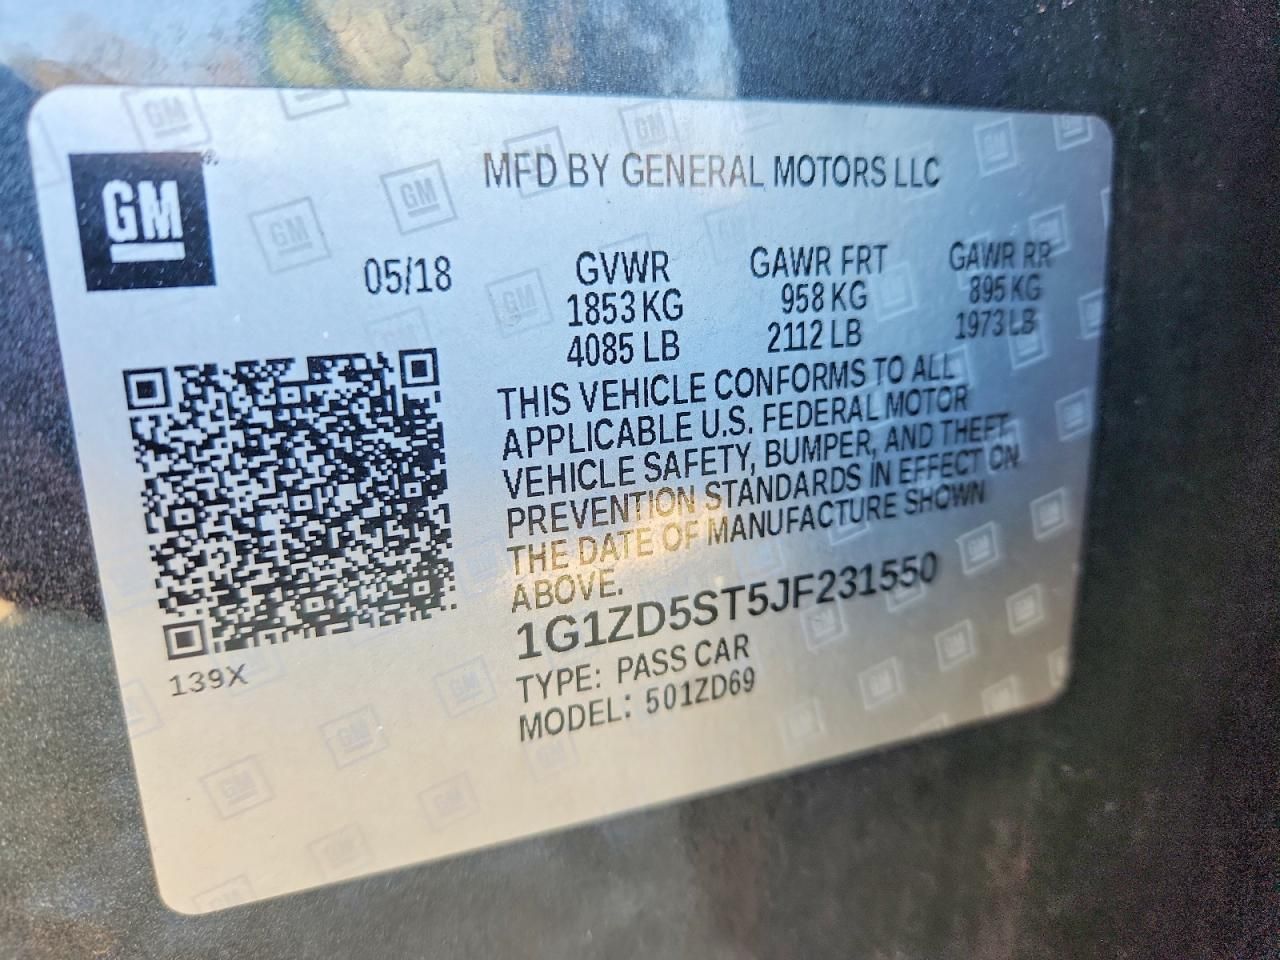 GM
MFD BY GENERAL MOTORS LLC
05/18
GVWR GAWR FRT GAWR RR
1853 KG 958 KG 895 KG
4085 LB 2112 LB 1973 LB
THIS VEHICLE CONFORMS TO ALL
APPLICABLE U.S. FEDERAL MOTOR
VEHICLE SAFETY, BUMPER, AND THEFT
PREVENTION STANDARDS IN EFFECT ON
THE DATE OF MANUFACTURE SHOWN
ABOVE.
1G1ZD5ST5JF231550
TYPE: PASS CAR
MODEL: 501ZD69
139X